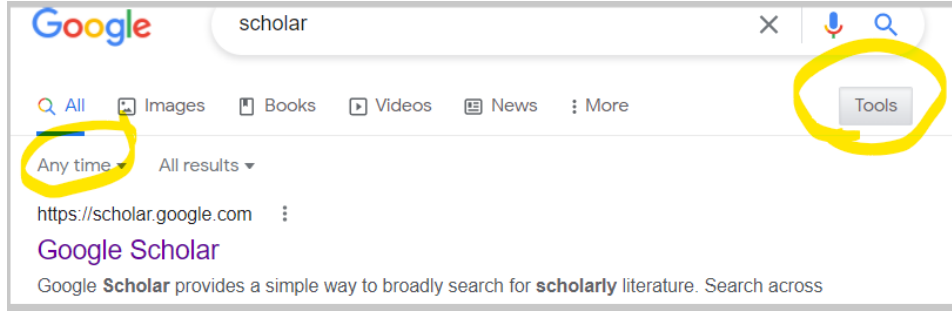 Google scholar
All Images Books Videos News More Tools
Any time All results
https://scholar.google.com
Google Scholar
Google Scholar provides a simple way to broadly search for scholarly literature. Search across